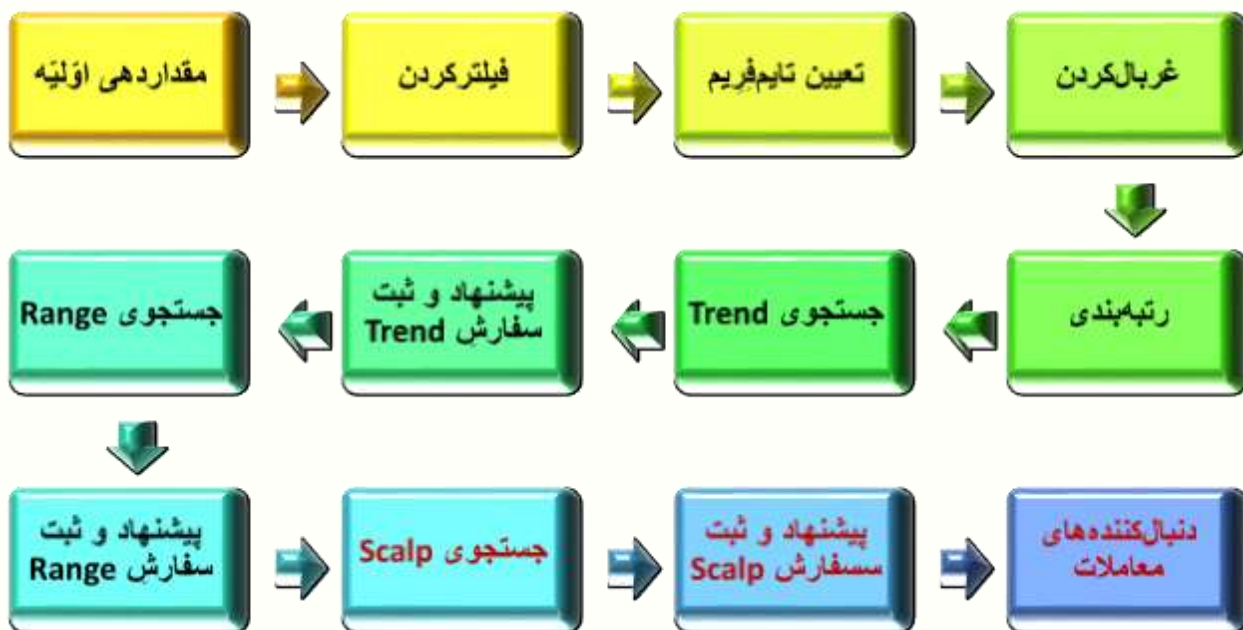 مقداردهی اوّلیّه
فیلترکردن
تعیین تایم‌فِرِیم
غربال‌کردن
رتبه‌بندی
جستجوی Trend
پیشنهاد و ثبت
سفارش Trend
جستجوی Range
پیشنهاد و ثبت
سفارش Range
جستجوی Scalp
پیشنهاد و ثبت
سسفارش Scalp
دنبال‌کننده‌های
معاملات